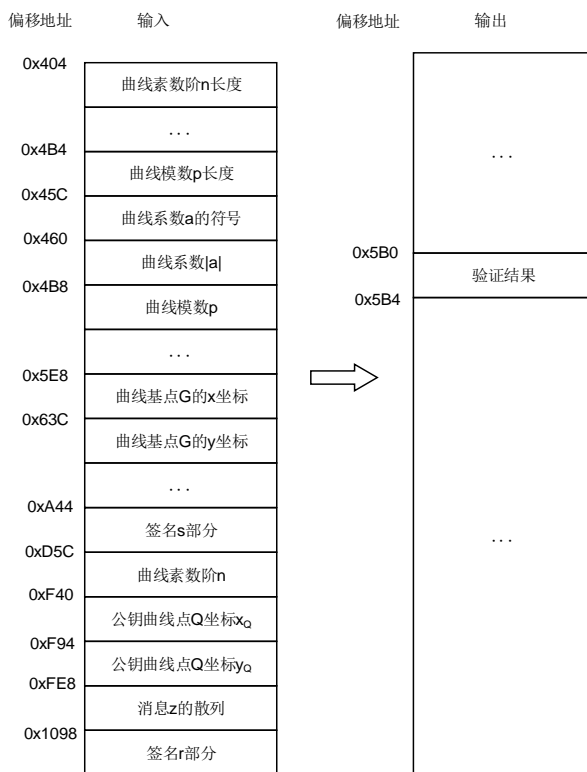 偏移地址
输入
偏移地址
输出
0x404
曲线素数阶n长度
...
0x4B4
曲线模数p长度
0x45C
曲线系数a的符号
0x460
曲线系数|a|
0x4B8
曲线模数p
...
0x5E8
曲线基点G的x坐标
0x63C
曲线基点G的y坐标
...
0xA44
签名s部分
0xD5C
曲线素数阶n
0xF40
公钥曲线点Q坐标xQ
0xF94
公钥曲线点Q坐标yQ
0xFE8
消息z的散列
0x1098
签名r部分
...
0x5B0
验证结果
0x5B4
...